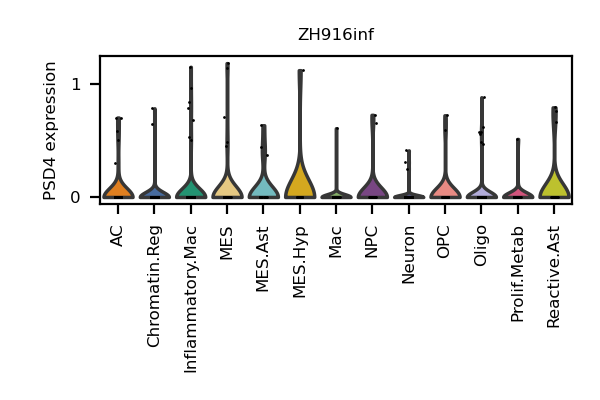 ZH916inf
PSD4 expression
1
0
AC
Chromatin.Reg
Inflammatory.Mac
MES
MES.Ast
MES.Hyp
Mac
NPC
Neuron
OPC
Oligo
Prolif.Metab
Reactive.Ast